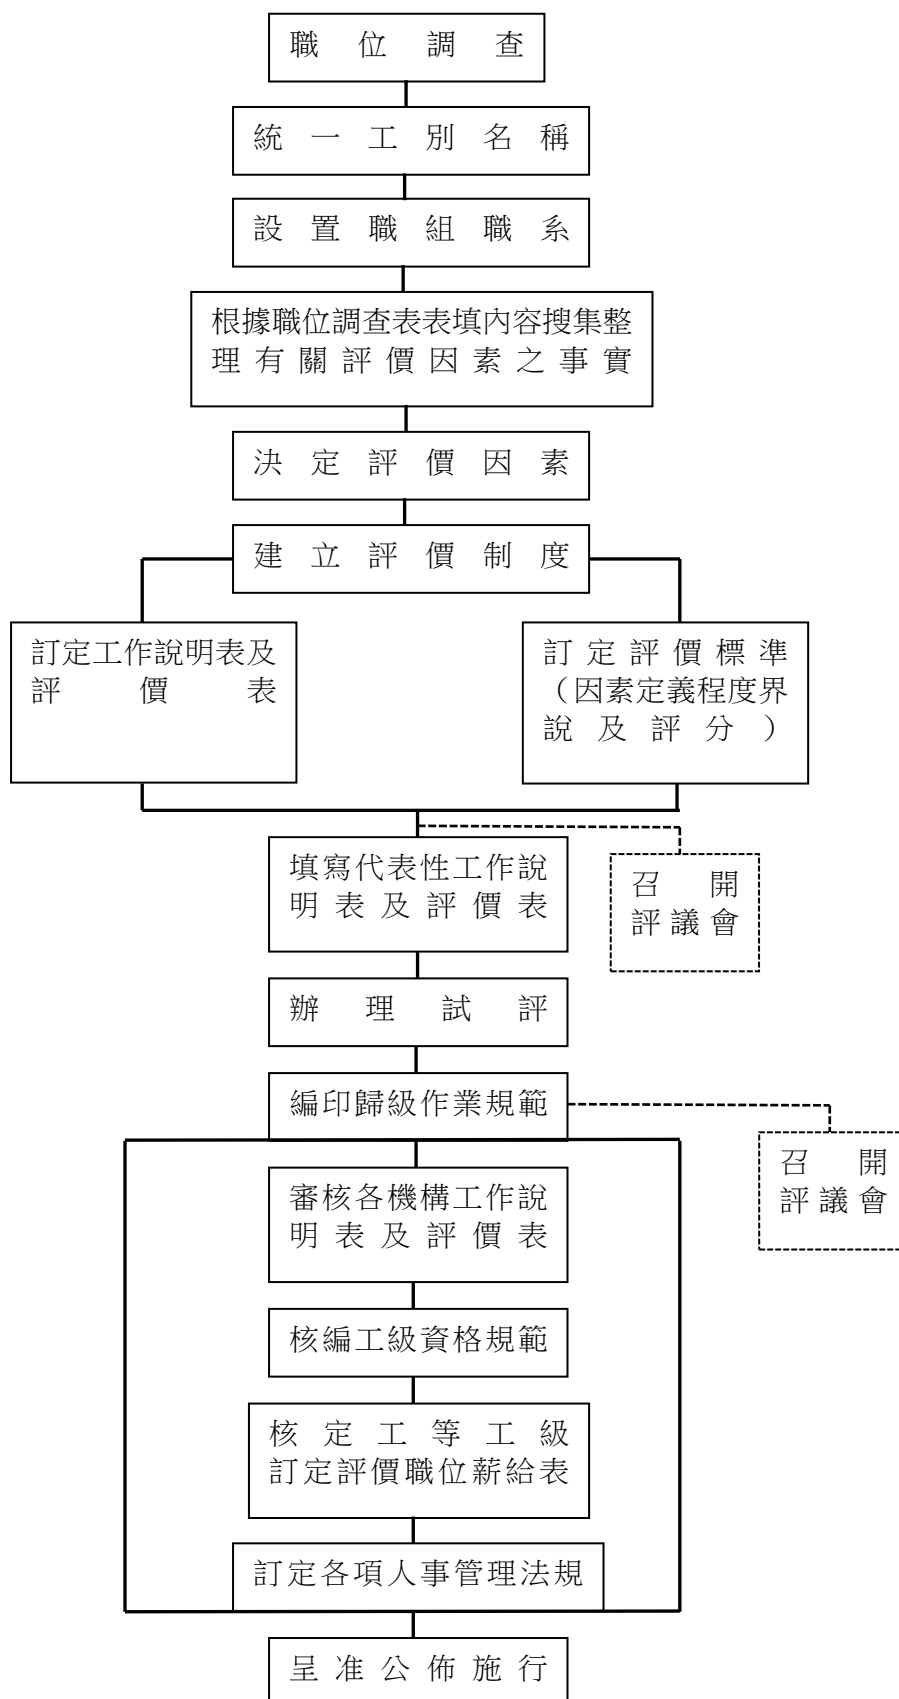 職位調查
統一工別名稱
設置職組職系
根據職位調查表表填內容搜集整
理有關評價因素之事實
決定評價因素
建立評價制度
訂定工作說明表及
評價表
訂定評價標準
（因素定義程度界
說及評分）
填寫代表性工作說
明表及評價表
召開
評議會
辦理試評
編印歸級作業規範
召開
評議會
審核各機構工作說
明表及評價表
核編工級資格規範
核定工等工級
訂定評價職位薪給表
訂定各項人事管理法規
呈准公佈施行